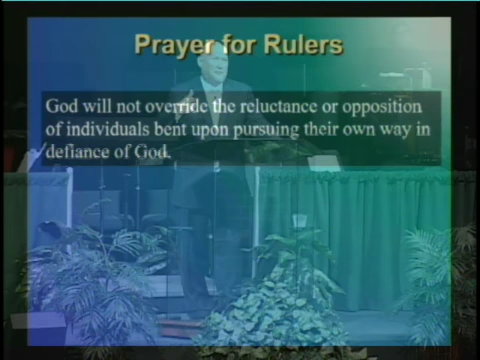 Prayer for Rulers
God will not override the reluctance or opposition
of individuals bent upon pursuing their own way in
defiance of God.